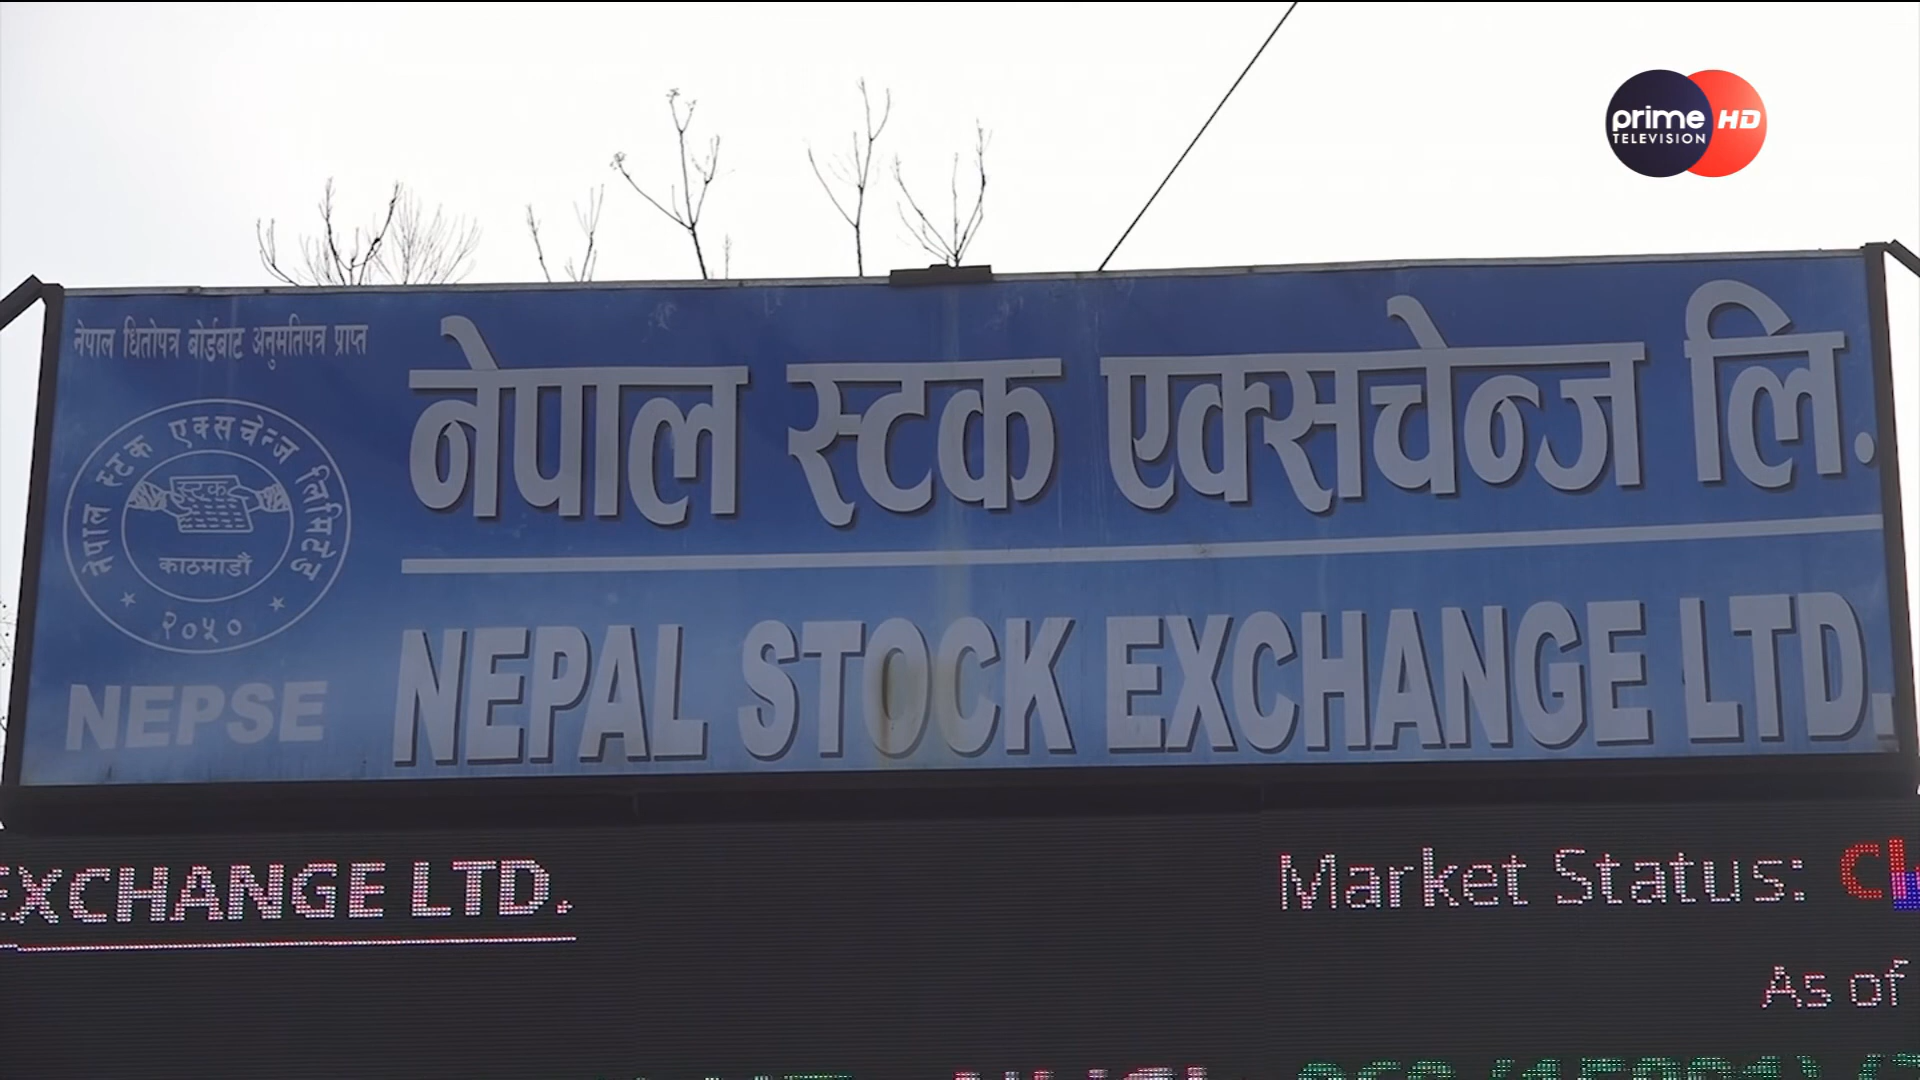 prime HD
TELEVISION
नेपाल धितोपत्र बोर्डबाट अनुमतिपत्र प्राप्त
नेपाल स्टक एक्सचेन्ज लि.
नेपाल स्टक एक्सचेन्ज लिमिटेड
स्टक
काठमाडौं
२०५०
NEPSE
NEPAL STOCK EXCHANGE LTD.
EXCHANGE LTD.
Market Status:
As of